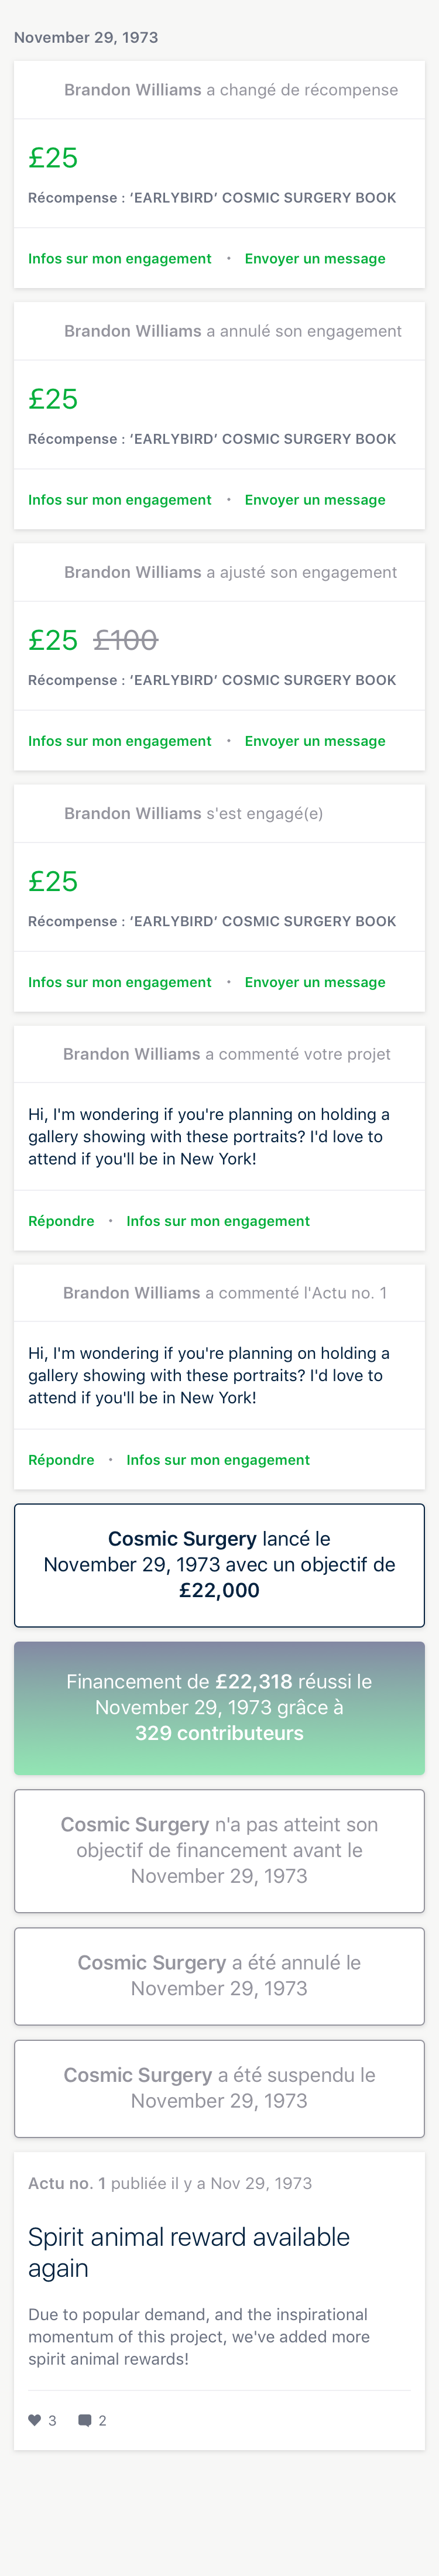 November 29, 1973
Brandon Williams a changé de récompense
£25
Récompense : ‘EARLYBIRD’ COSMIC SURGERY BOOK
Infos sur mon engagement • Envoyer un message
Brandon Williams a annulé son engagement
£25
Récompense : ‘EARLYBIRD’ COSMIC SURGERY BOOK
Infos sur mon engagement • Envoyer un message
Brandon Williams a ajusté son engagement
£25 £100
Récompense : ‘EARLYBIRD’ COSMIC SURGERY BOOK
Infos sur mon engagement • Envoyer un message
Brandon Williams s'est engagé(e)
£25
Récompense : ‘EARLYBIRD’ COSMIC SURGERY BOOK
Infos sur mon engagement • Envoyer un message
Brandon Williams a commenté votre projet
Hi, I'm wondering if you're planning on holding a
gallery showing with these portraits? I'd love to
attend if you'll be in New York!
Répondre • Infos sur mon engagement
Brandon Williams a commenté l'Actu no. 1
Hi, I'm wondering if you're planning on holding a
gallery showing with these portraits? I'd love to
attend if you'll be in New York!
Répondre • Infos sur mon engagement
Cosmic Surgery lancé le
November 29, 1973 avec un objectif de
£22,000
Financement de £22,318 réussi le
November 29, 1973 grâce à
329 contributeurs
Cosmic Surgery n'a pas atteint son
objectif de financement avant le
November 29, 1973
Cosmic Surgery a été annulé le
November 29, 1973
Cosmic Surgery a été suspendu le
November 29, 1973
Actu no. 1 publiée il y a Nov 29, 1973
Spirit animal reward available
again
Due to popular demand, and the inspirational
momentum of this project, we've added more
spirit animal rewards!
3 2